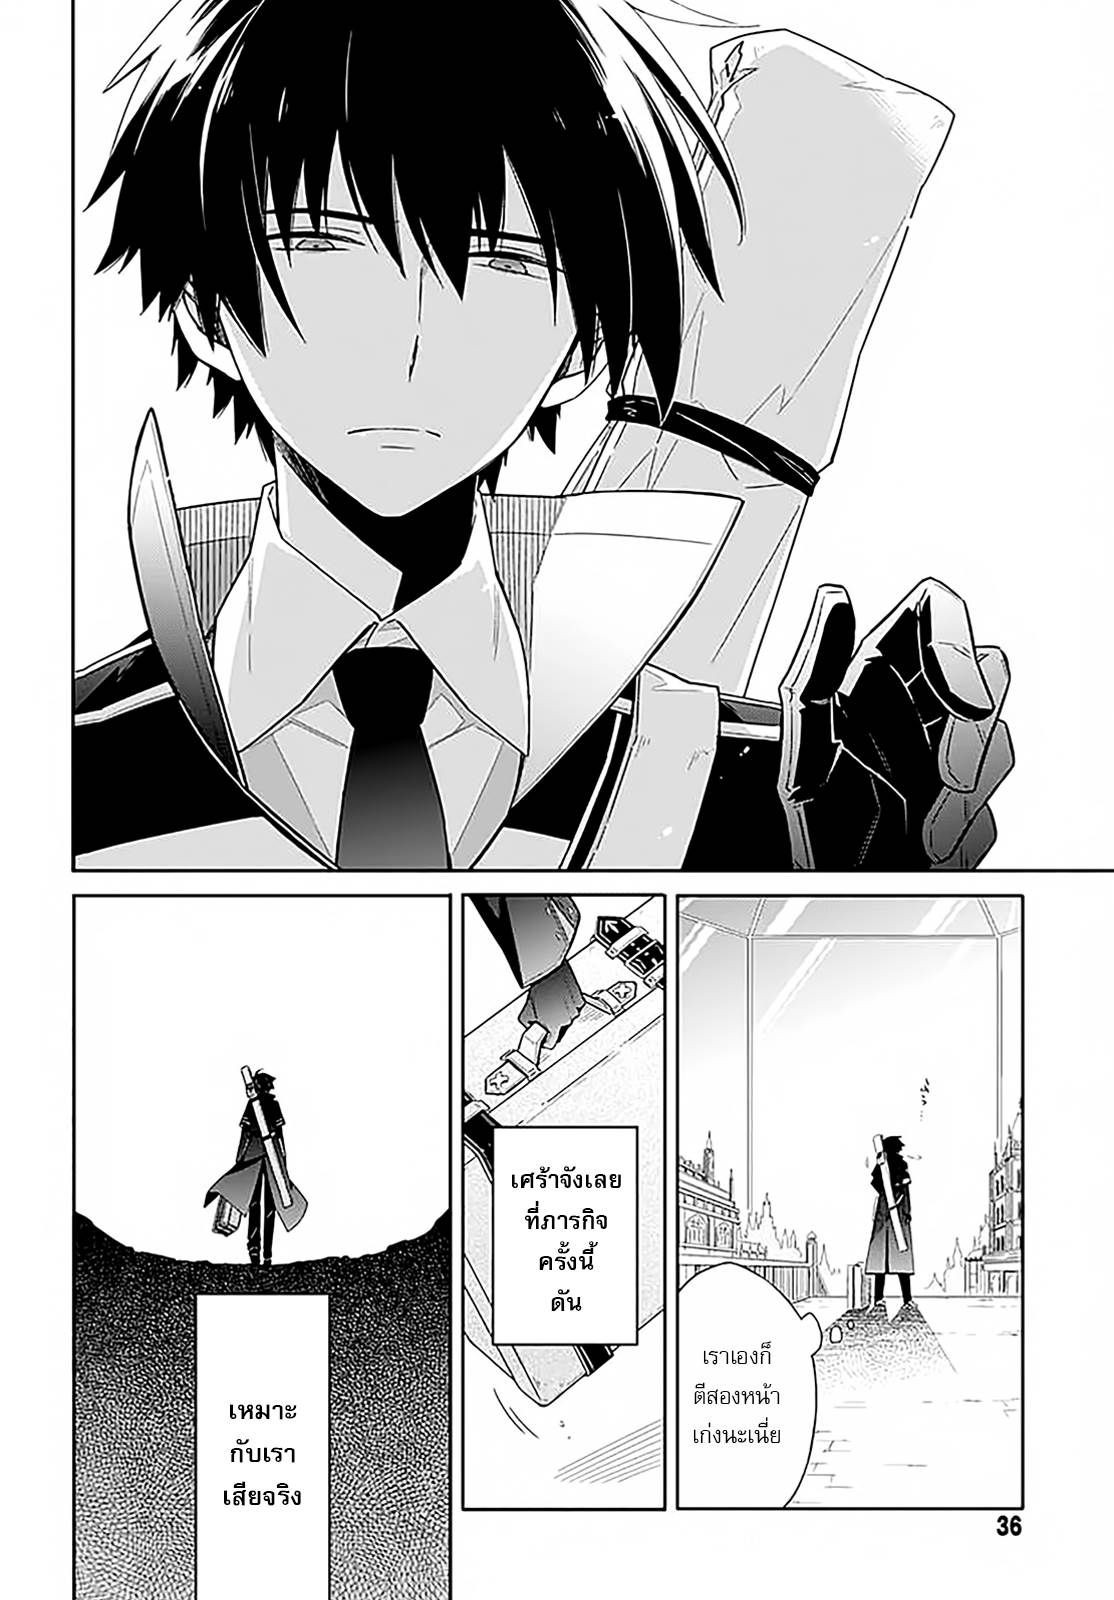 เราเองก็
ตีสองหน้า
เก่งนะเนี่ย
เศร้าจังเลย
ที่ภารกิจ
ครั้งนี้
ดัน
เหมาะ
กับเรา
เสียจริง
36